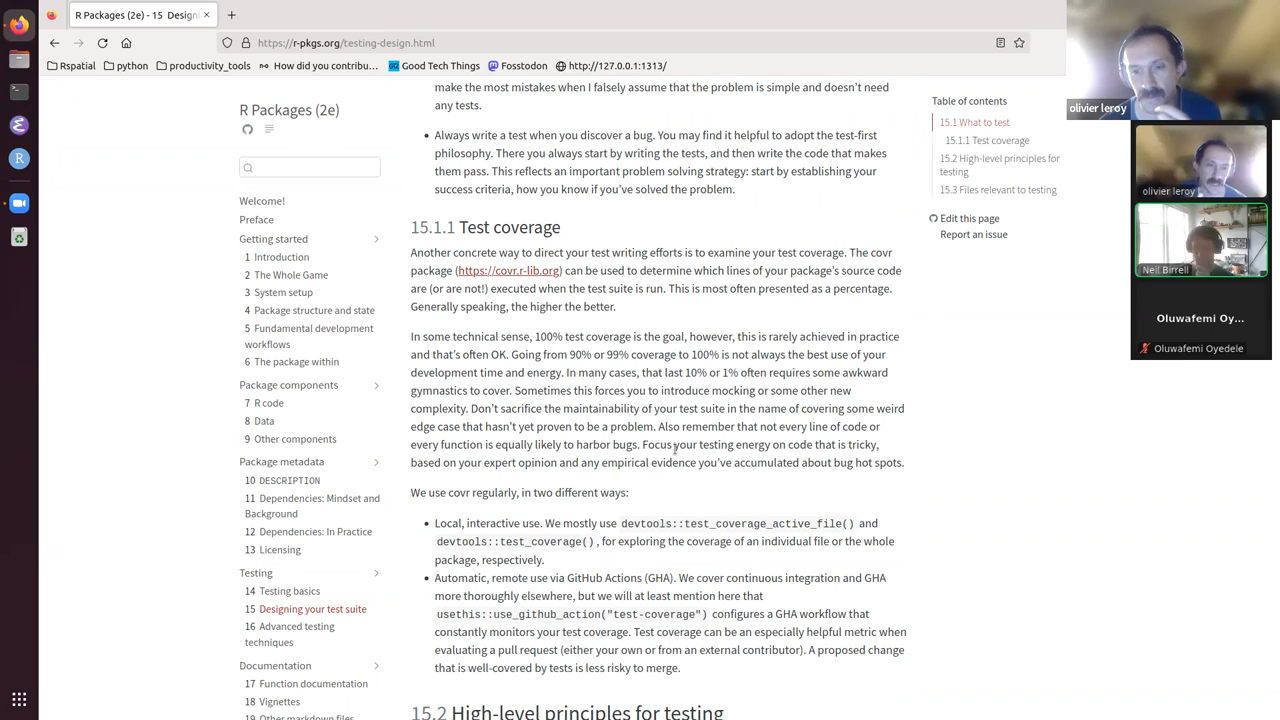 R Packages (2e) - 15 Designi
https://r-pkgs.org/testing-design.html
Rspatial
python
productivity_tools
How did you contribu…
Good Tech Things
Fosstodon
http://127.0.0.1:1313/
R Packages (2e)
Welcome!
Preface
Getting started
1 Introduction
2 The Whole Game
3 System setup
4 Package structure and state
5 Fundamental development
workflows
6 The package within
Package components
7 R code
8 Data
9 Other components
Package metadata
10 DESCRIPTION
11 Dependencies: Mindset and
Background
12 Dependencies: In Practice
13 Licensing
Testing
14 Testing basics
15 Designing your test suite
16 Advanced testing
techniques
Documentation
17 Function documentation
18 Vignettes
19 Other markdown files
make the most mistakes when I falsely assume that the problem is simple and doesn't need
any tests.
• Always write a test when you discover a bug. You may find it helpful to adopt the test-first
philosophy. There you always start by writing the tests, and then write the code that makes
them pass. This reflects an important problem solving strategy: start by establishing your
success criteria, how you know if you've solved the problem.
15.1.1 Test coverage
Another concrete way to direct your test writing efforts is to examine your test coverage. The covr
package (https://covr.r-lib.org) can be used to determine which lines of your package's source code
are (or are not!) executed when the test suite is run. This is most often presented as a percentage.
Generally speaking, the higher the better.
In some technical sense, 100% test coverage is the goal, however, this is rarely achieved in practice
and that's often OK. Going from 90% or 99% coverage to 100% is not always the best use of your
development time and energy. In many cases, that last 10% or 1% often requires some awkward
gymnastics to cover. Sometimes this forces you to introduce mocking or some other new
complexity. Don't sacrifice the maintainability of your test suite in the name of covering some weird
edge case that hasn't yet proven to be a problem. Also remember that not every line of code or
every function is equally likely to harbor bugs. Focus your testing energy on code that is tricky,
based on your expert opinion and any empirical evidence you've accumulated about bug hot spots.
We use covr regularly, in two different ways:
• Local, interactive use. We mostly use devtools::test_coverage_active_file() and
devtools::test_coverage(), for exploring the coverage of an individual file or the whole
package, respectively.
• Automatic, remote use via GitHub Actions (GHA). We cover continuous integration and GHA
more thoroughly elsewhere, but we will at least mention here that
usethis::use_github_action("test-coverage") configures a GHA workflow that
constantly monitors your test coverage. Test coverage can be an especially helpful metric when
evaluating a pull request (either your own or from an external contributor). A proposed change
that is well-covered by tests is less risky to merge.
15.2 High-level principles for testing
Table of contents
15.1 What to test
15.1.1 Test coverage
15.2 High-level principles for
testing
15.3 Files relevant to testing
Edit this page
Report an issue
olivier leroy
olivier leroy
Neil Birrell
Oluwafemi Oy…
Oluwafemi Oyedele